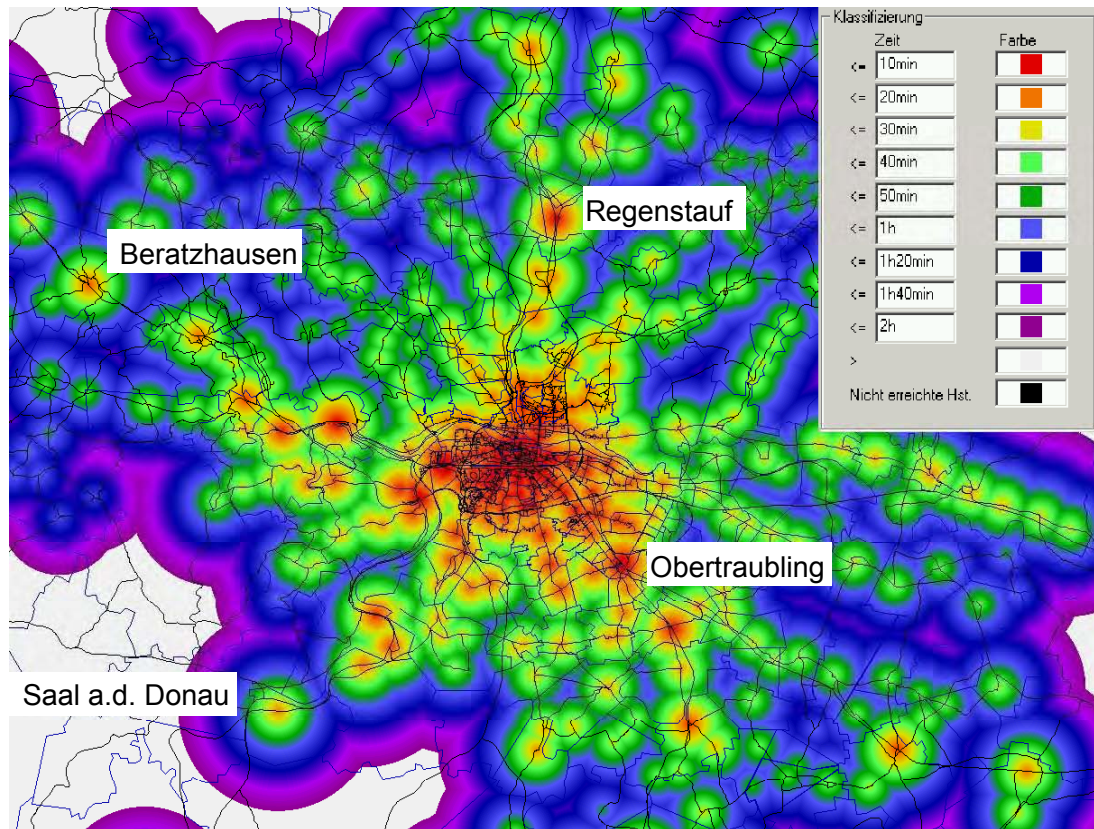 Klassifizierung
Zeit Farbe
<= 10min
<= 20min
<= 30min
<= 40min
<= 50min
<= 1h
<= 1h20min
<= 1h40min
<= 2h
>
Nicht erreichte Hst.
Regenstauf
Beratzhausen
Obertraubling
Saal a.d. Donau